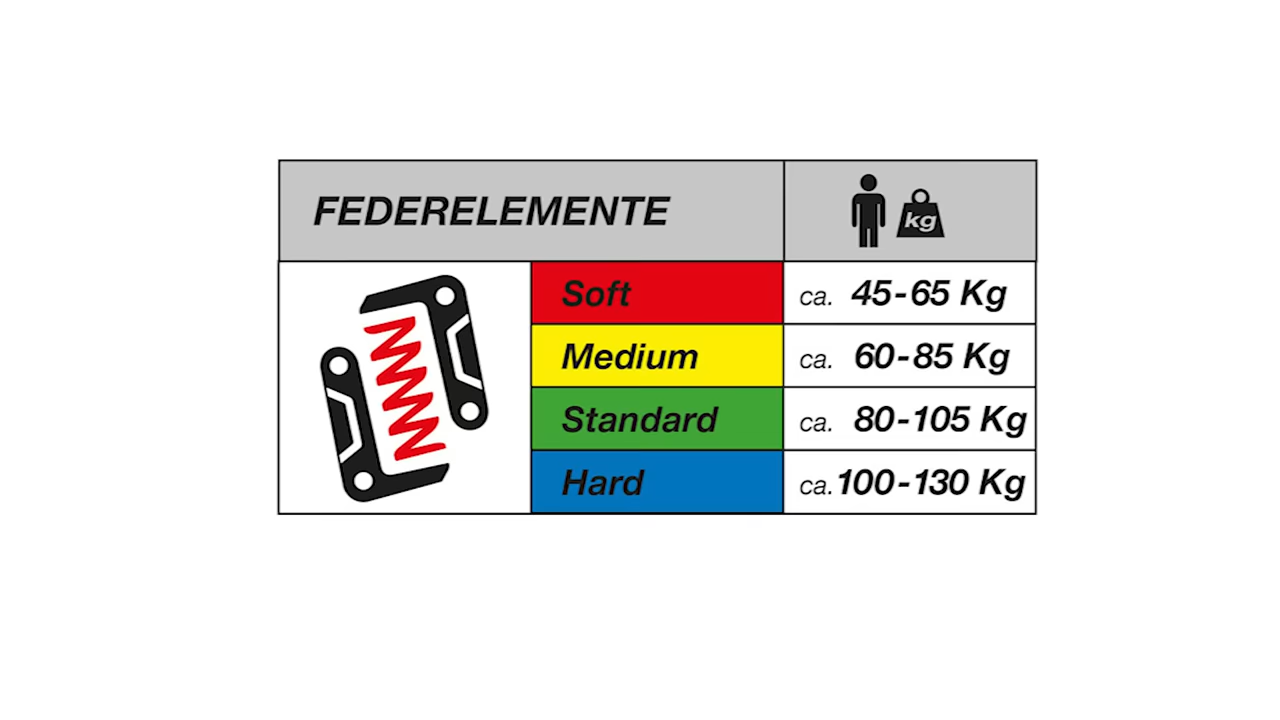 FEDERELEMENTE
kg
Soft ca. 45-65 Kg
Medium ca. 60-85 Kg
Standard ca. 80-105 Kg
Hard ca. 100-130 Kg